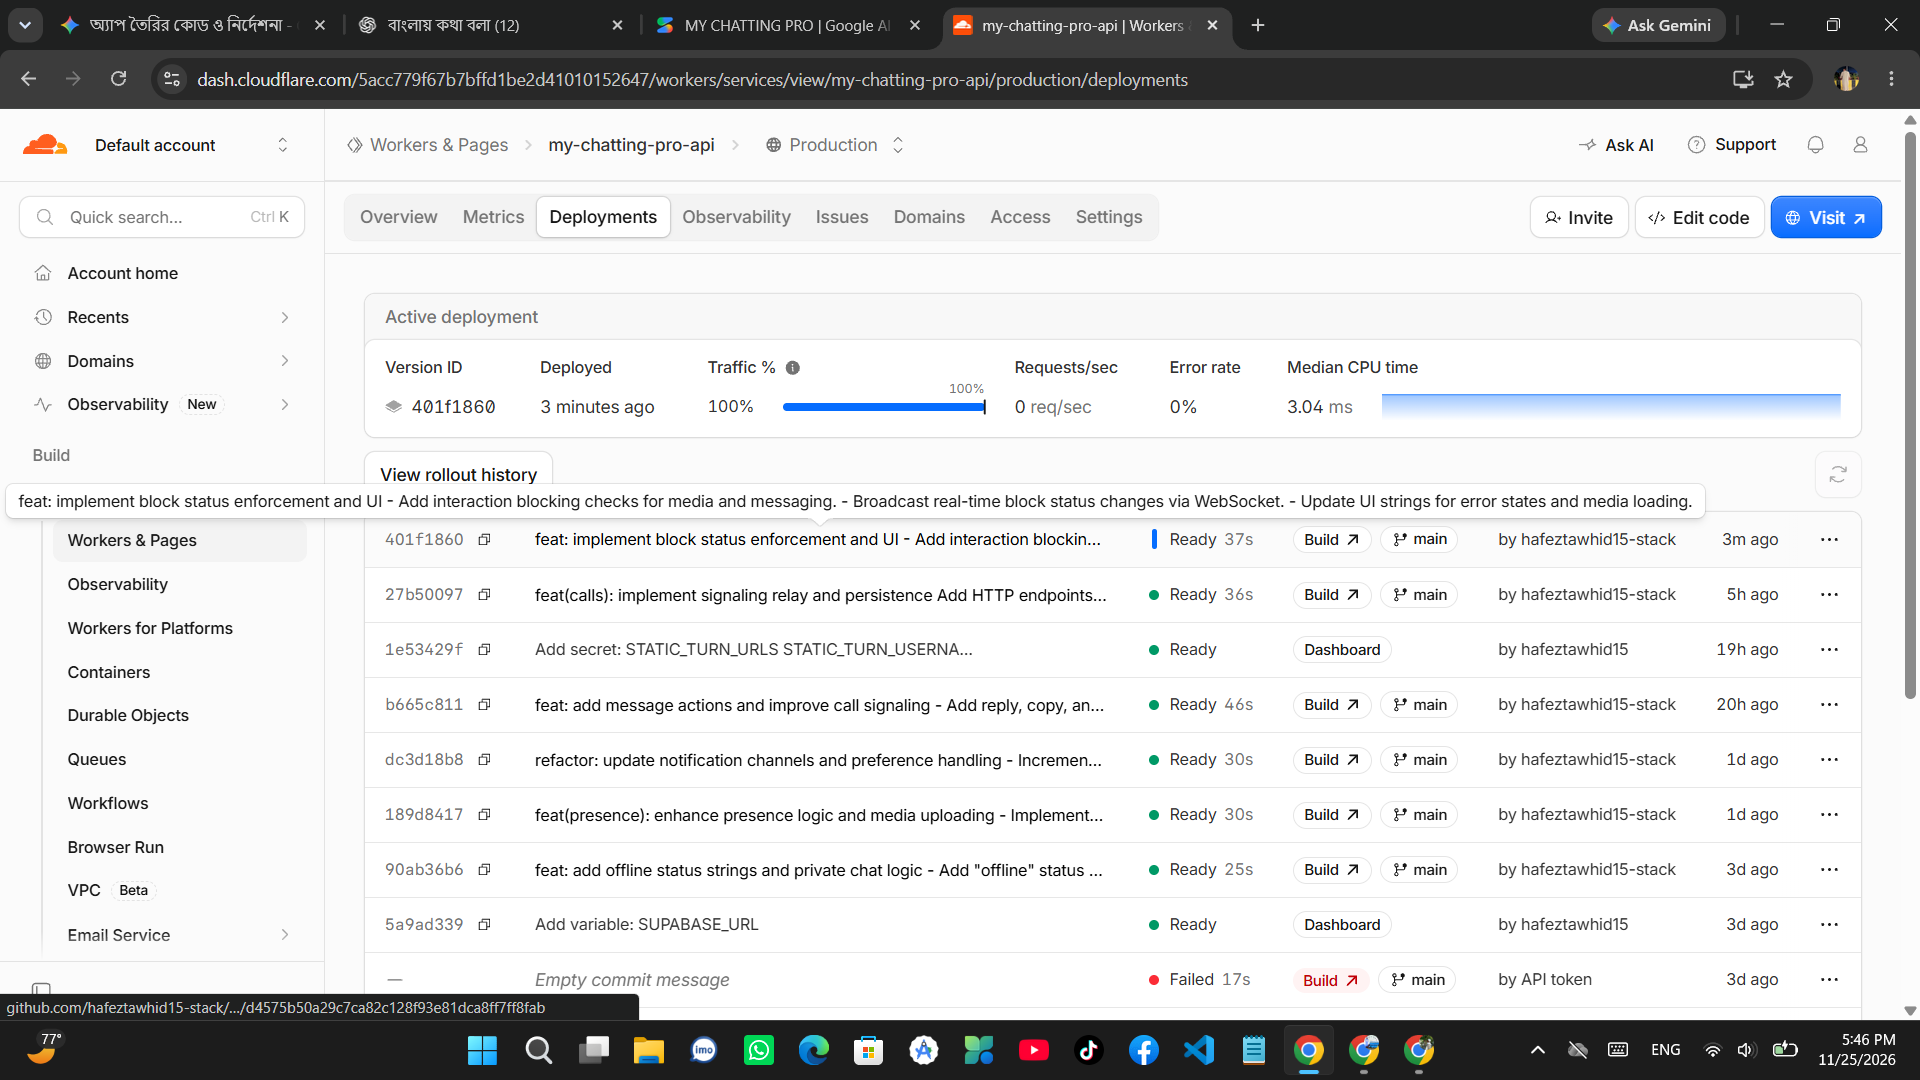 অ্যাপ তৈরির কোড ও নির্দেশনা -
বাংলায় কথা বলা (12)
MY CHATTING PRO | Google AI
my-chatting-pro-api | Workers
Ask Gemini
dash.cloudflare.com/5acc779f67b7bffd1be2d41010152647/workers/services/view/my-chatting-pro-api/production/deployments
Default account
Workers & Pages
my-chatting-pro-api
Production
Ask AI
Support
Quick search... Ctrl K
Overview
Metrics
Deployments
Observability
Issues
Domains
Access
Settings
Invite
</> Edit code
Visit
Account home
Recents
Domains
Observability New
Build
Workers & Pages
Observability
Workers for Platforms
Containers
Durable Objects
Queues
Workflows
Browser Run
VPC Beta
Email Service
Active deployment
Version ID Deployed Traffic % Requests/sec Error rate Median CPU time
100%
401f1860 3 minutes ago 100% 0 req/sec 0% 3.04 ms
View rollout history
feat: implement block status enforcement and UI - Add interaction blocking checks for media and messaging. - Broadcast real-time block status changes via WebSocket. - Update UI strings for error states and media loading.
401f1860 feat: implement block status enforcement and UI - Add interaction blockin... Ready 37s Build main by hafeztawhid15-stack 3m ago ...
27b50097 feat(calls): implement signaling relay and persistence Add HTTP endpoints... Ready 36s Build main by hafeztawhid15-stack 5h ago ...
1e53429f Add secret: STATIC_TURN_URLS STATIC_TURN_USERNA... Ready Dashboard by hafeztawhid15 19h ago ...
b665c811 feat: add message actions and improve call signaling - Add reply, copy, an... Ready 46s Build main by hafeztawhid15-stack 20h ago ...
dc3d18b8 refactor: update notification channels and preference handling - Incremen... Ready 30s Build main by hafeztawhid15-stack 1d ago ...
189d8417 feat(presence): enhance presence logic and media uploading - Implement... Ready 30s Build main by hafeztawhid15-stack 1d ago ...
90ab36b6 feat: add offline status strings and private chat logic - Add "offline" status ... Ready 25s Build main by hafeztawhid15-stack 3d ago ...
5a9ad339 Add variable: SUPABASE_URL Ready Dashboard by hafeztawhid15 3d ago ...
— Empty commit message Failed 17s Build main by API token 3d ago ...
github.com/hafeztawhid15-stack/.../d4575b50a29c7ca82c128f93e81dca8ff7ff8fab
77°
imo
ENG
5:46 PM
11/25/2026